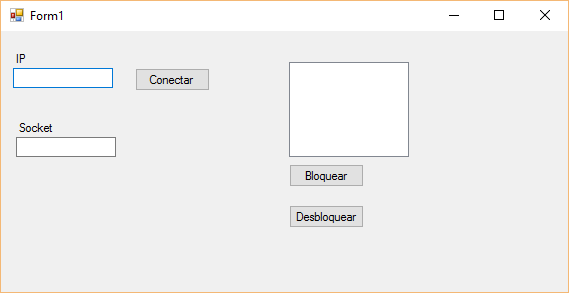 Form1
IP
Conectar
Socket
Bloquear
Desbloquear